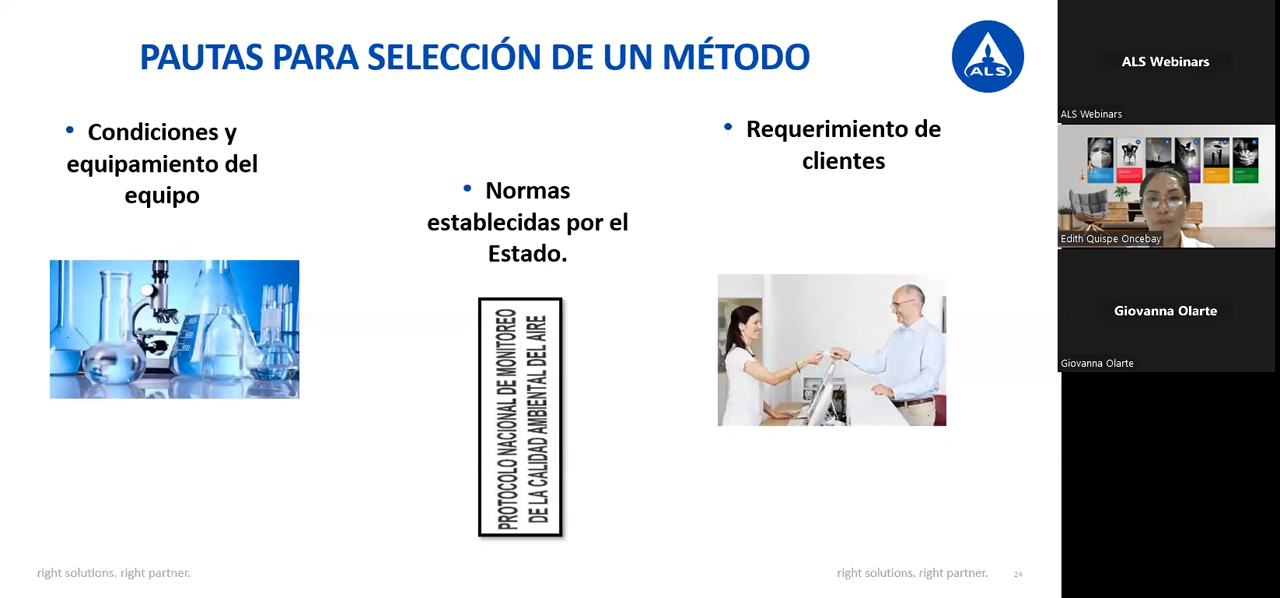 PAUTAS PARA SELECCIÓN DE UN MÉTODO
ALS
• Condiciones y
equipamiento del
equipo
• Normas
establecidas por el
Estado.
PROTOCOLO NACIONAL DE MONITOREO
DE LA CALIDAD AMBIENTAL DEL AIRE
• Requerimiento de
clientes
right solutions. right partner.
right solutions. right partner.
24
ALS Webinars
ALS Webinars
Edith Quispe Oncebay
Giovanna Olarte
Giovanna Olarte